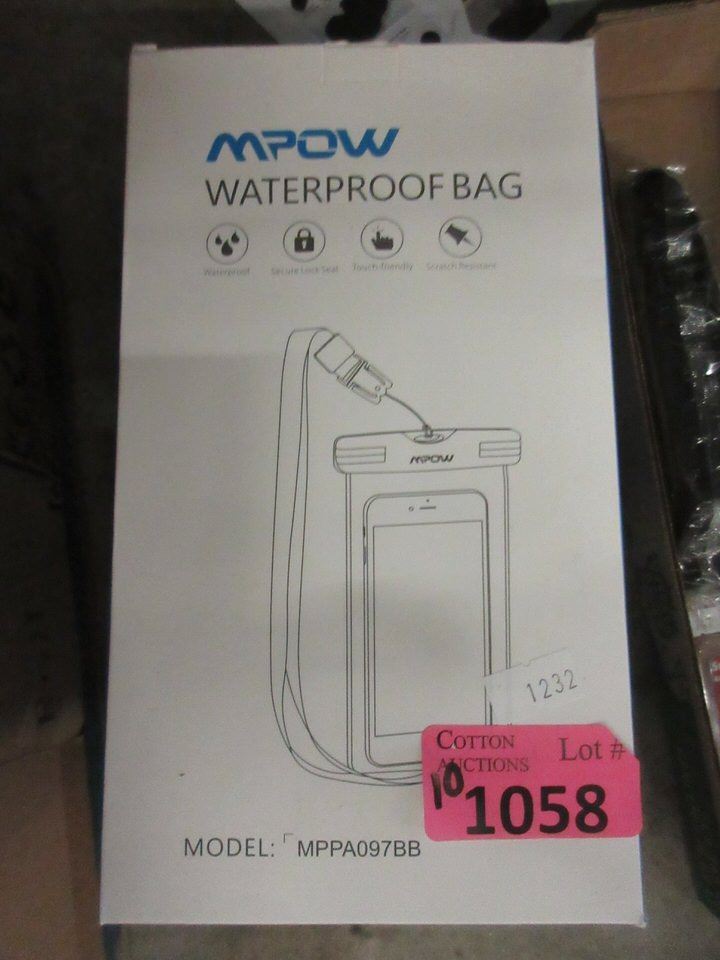 MPOW
WATERPROOF BAG
Waterproof Secure Lock Seat Touch-friendly Scratch Resistant
MPOW
1232
COTTON AUCTIONS Lot #
10
1058
MODEL: MPPA097BB